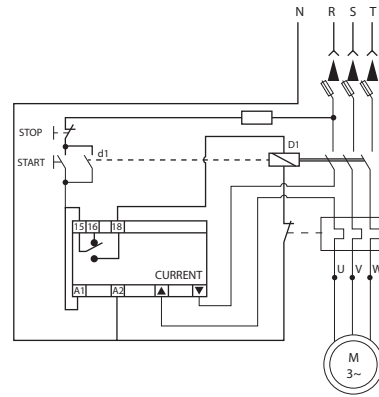 N R S T
STOP
d1
D1
START
15 16 18
CURRENT
A1 A2
U V W
M
3~